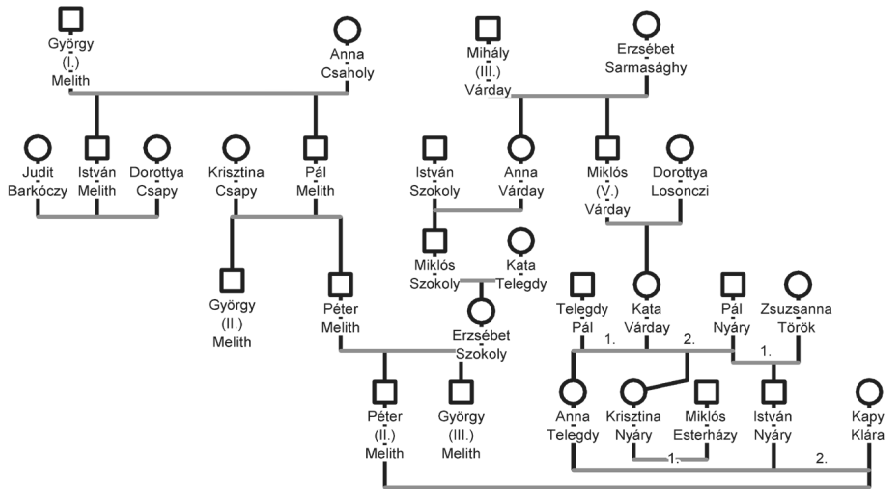 György
(I.)
Melith
Anna
Csaholy
Mihály
(III.)
Várday
Erzsébet
Sarmasághy
Judit
Barkóczy
István
Melith
Dorottya
Csapy
Krisztina
Csapy
Pál
Melith
István
Szokoly
Anna
Várday
Miklós
(V.)
Várday
Dorottya
Losonczi
Miklós
Szokoly
Kata
Telegdy
György
(II.)
Melith
Péter
Melith
Erzsébet
Szokoly
Telegdy
Pál
Kata
Várday
Pál
Nyáry
Zsuzsanna
Török
1.
2.
1.
Péter
(II.)
Melith
György
(III.)
Melith
Anna
Telegdy
Krisztina
Nyáry
Miklós
Esterházy
István
Nyáry
Kapy
Klára
1.
2.